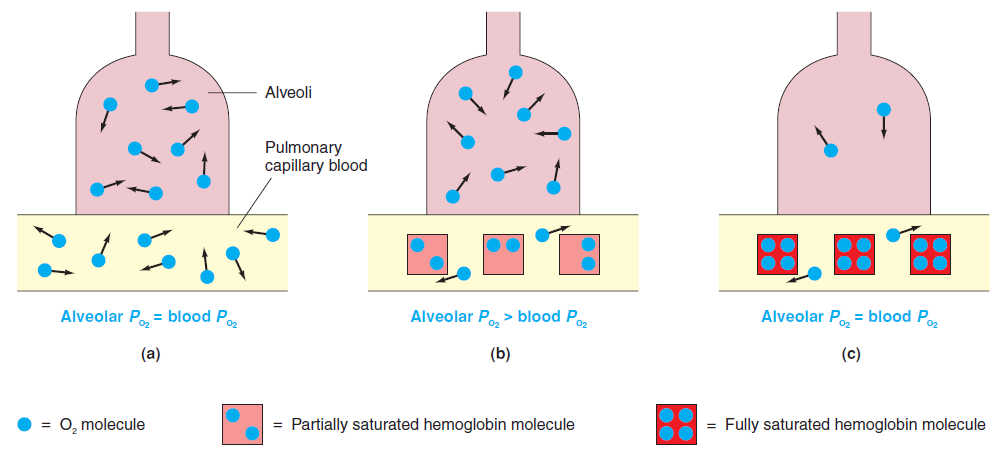 Alveoli
Pulmonary
capillary blood
Alveolar PO₂ = blood PO₂
Alveolar PO₂ > blood PO₂
Alveolar PO₂ = blood PO₂
(a)
(b)
(c)
= O₂ molecule
= Partially saturated hemoglobin molecule
= Fully saturated hemoglobin molecule